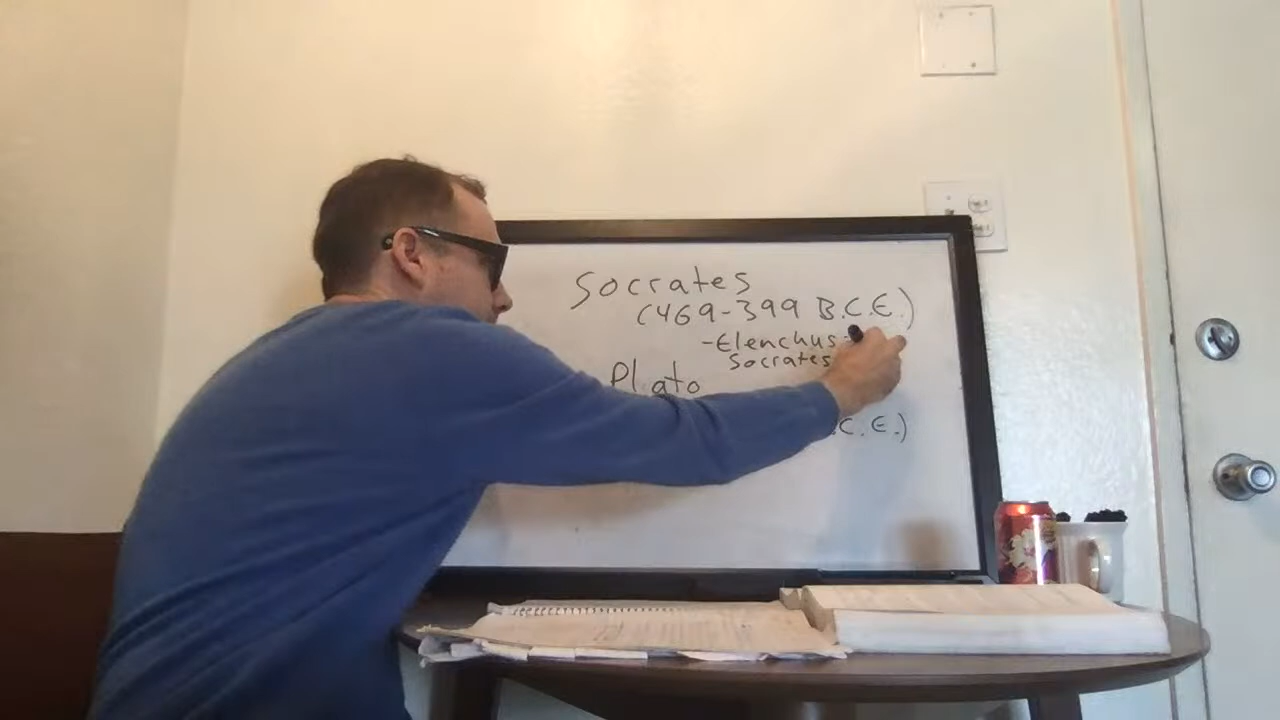 Socrates
(469-399 B.C.E.)
-Elenchus-
Socrates
Plato
C. E.)